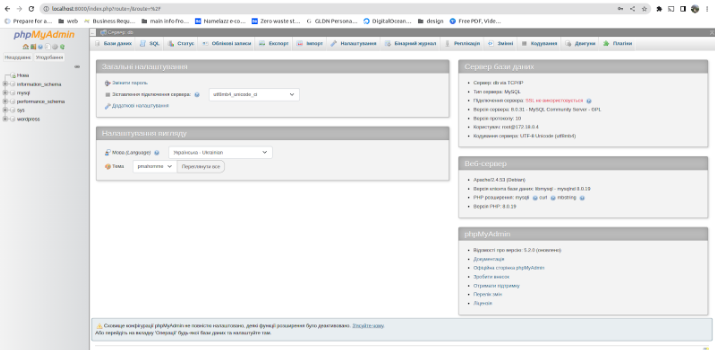 localhost:8000/index.php?route=/&route=%2F
Prepare for an... web Business Requ... main info fro... Namelazz e-co... Zero waste st... GLDN Persona... DigitalOcean... design Free PDF, Vide...
phpMyAdmin
Нещодавні Улюблені
Нова
information_schema
mysql
performance_schema
sys
wordpress
Сервер: db
Бази даних SQL Статус Облікові записи Експорт Імпорт Налаштування Бінарний журнал Реплікація Змінні Кодування Двигуни Плагіни
Загальні налаштування
Змінити пароль
Зіставлення підключення сервера: utf8mb4_unicode_ci
Додаткові налаштування
Налаштування вигляду
Мова (Language) Українська - Ukrainian
Тема pmahomme Переглянути все
Сервер бази даних
Сервер: db via TCP/IP
Тип сервера: MySQL
Підключення сервера: SSL не використовується
Версія сервера: 8.0.31 - MySQL Community Server - GPL
Версія протоколу: 10
Користувач: root@172.18.0.4
Кодування сервера: UTF-8 Unicode (utf8mb4)
Веб-сервер
Apache/2.4.53 (Debian)
Версія клієнта бази даних: libmysql - mysqlnd 8.0.19
PHP розширення: mysqli curl mbstring
Версія PHP: 8.0.19
phpMyAdmin
Відомості про версію: 5.2.0 (оновлено)
Документація
Офіційна сторінка phpMyAdmin
Зробити внесок
Отримати підтримку
Перелік змін
Ліцензія
Сховище конфігурації phpMyAdmin не повністю налаштовано, деякі функції розширення було деактивовано. З'ясуйте чому.
Або перейдіть на вкладку 'Операції' будь-якої бази даних та налаштуйте там.